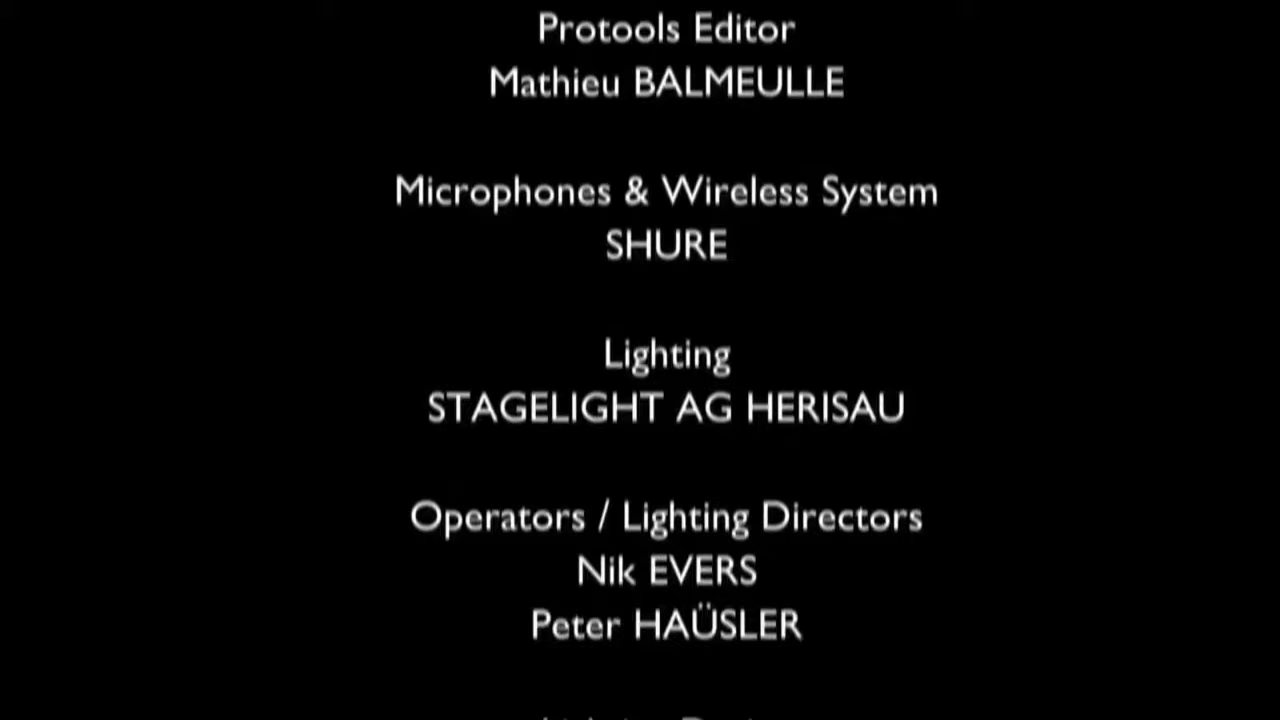 Protools Editor
Mathieu BALMEULLE
Microphones & Wireless System
SHURE
Lighting
STAGELIGHT AG HERISAU
Operators / Lighting Directors
Nik EVERS
Peter HAÜSLER